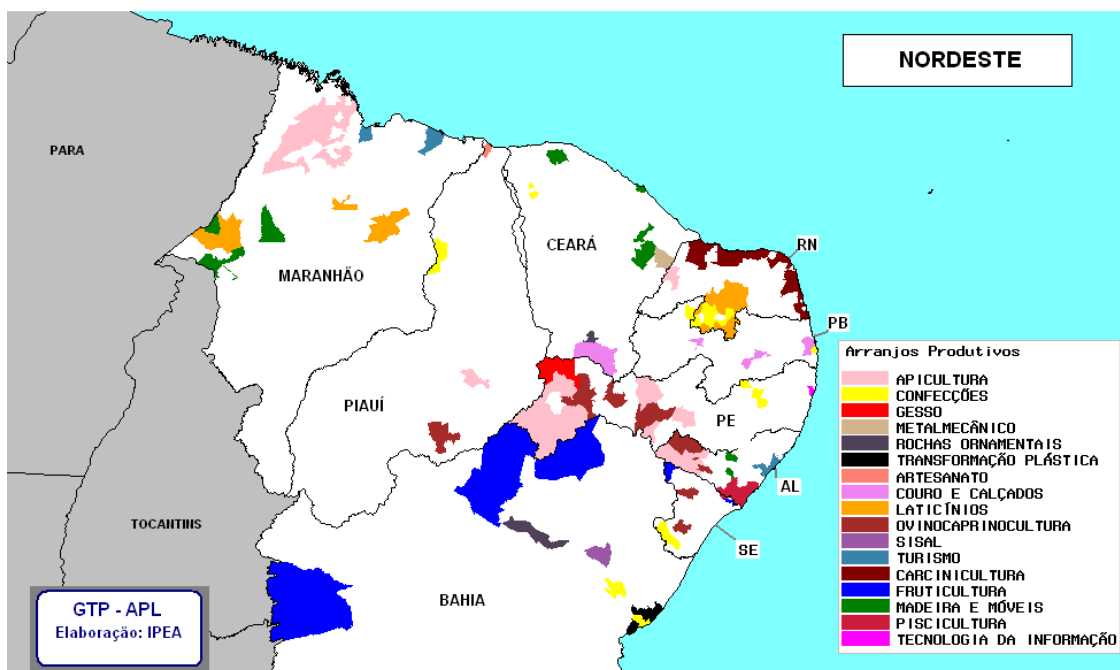 NORDESTE
PARA
RN
CEARÁ
MARANHÃO
PB
Arranjos Produtivos
APICULTURA
CONFECÇÕES
GESSO
METALMECÂNICO
ROCHAS ORNAMENTAIS
TRANSFORMAÇÃO PLÁSTICA
ARTESANATO
COURO E CALÇADOS
LATICÍNIOS
OVINOCAPRINOCULTURA
SISAL
TURISMO
CARCINICULTURA
FRUTICULTURA
MADEIRA E MÓVEIS
PISCICULTURA
TECNOLOGIA DA INFORMAÇÃO
PIAUÍ
PE
AL
TOCANTINS
SE
BAHIA
GTP - APL
Elaboração: IPEA